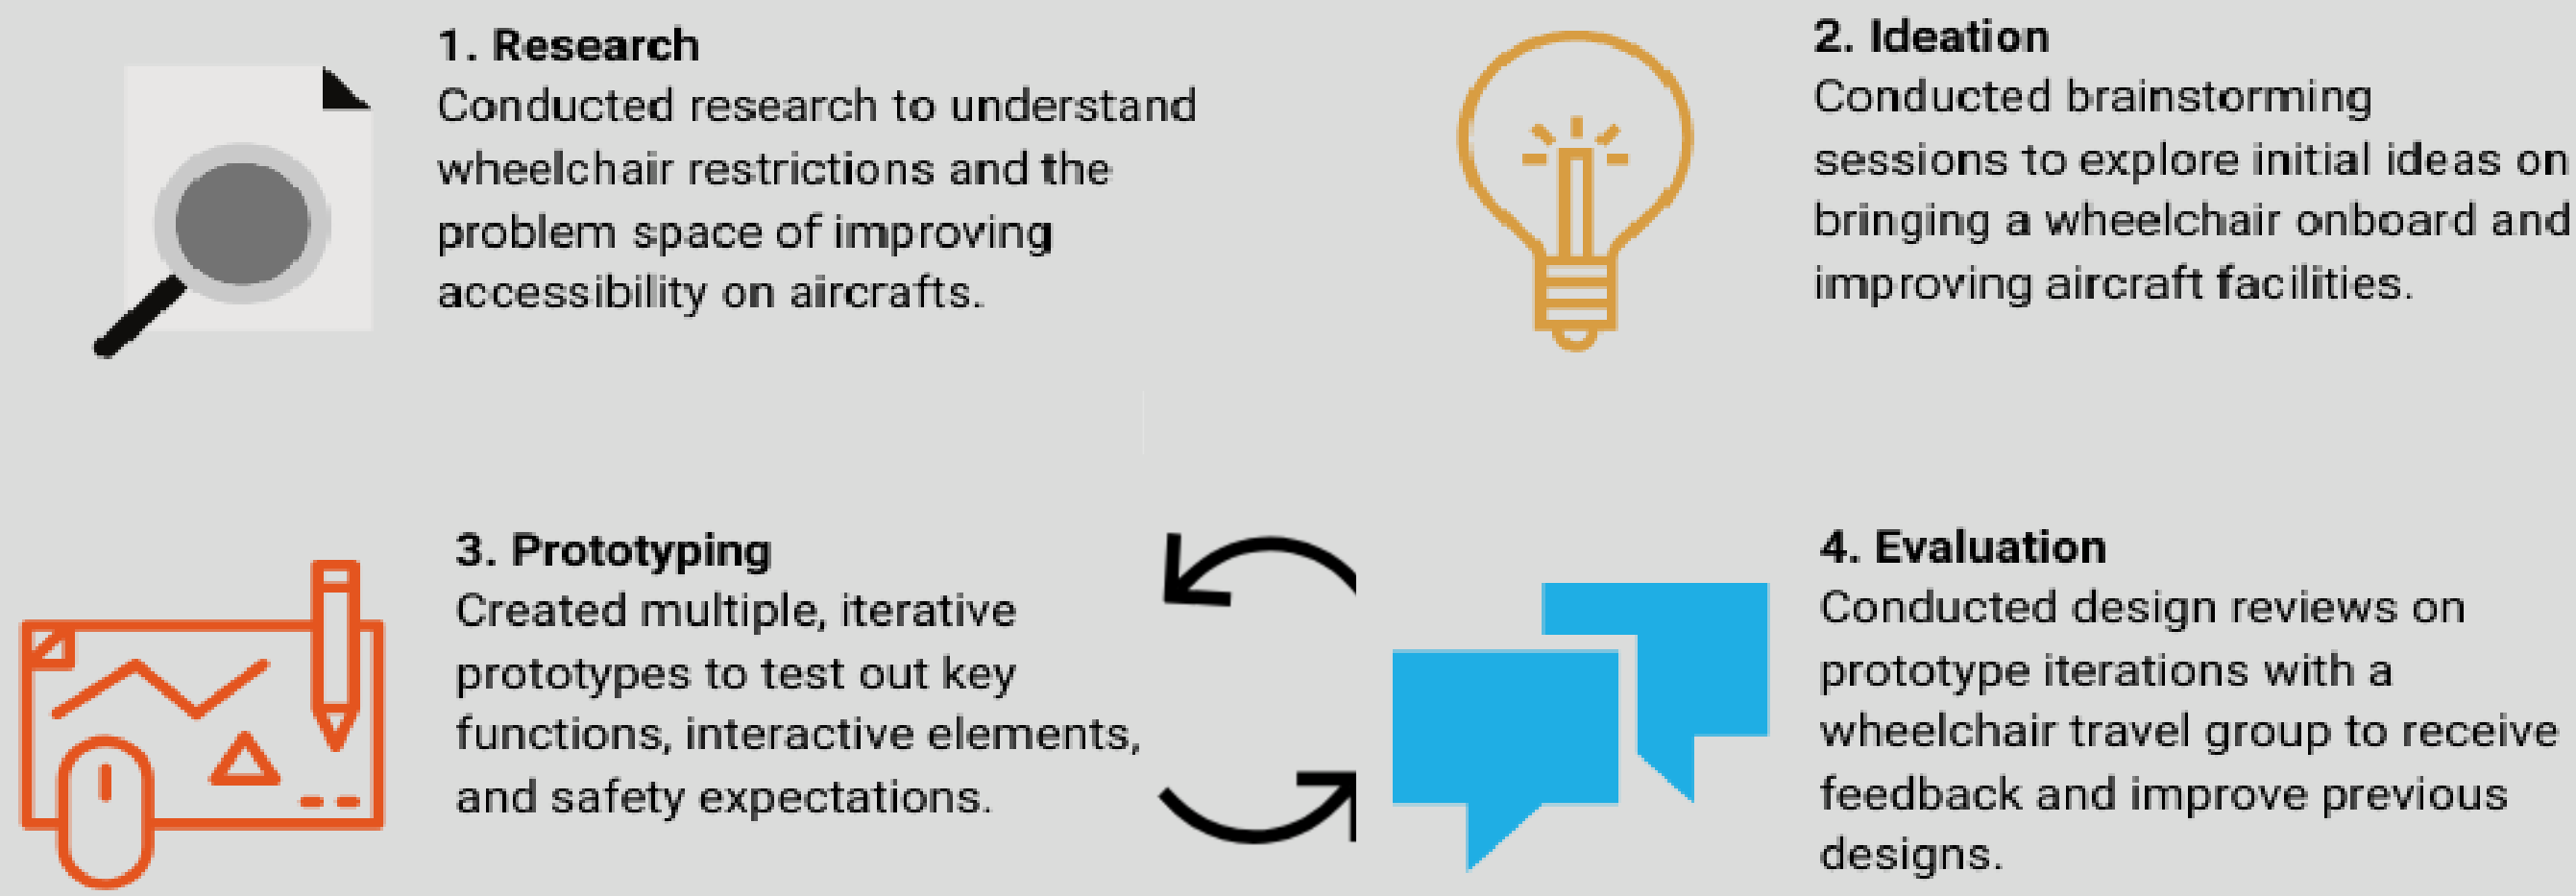 1. Research
Conducted research to understand
wheelchair restrictions and the
problem space of improving
accessibility on aircrafts.
2. Ideation
Conducted brainstorming
sessions to explore initial ideas on
bringing a wheelchair onboard and
improving aircraft facilities.
3. Prototyping
Created multiple, iterative
prototypes to test out key
functions, interactive elements,
and safety expectations.
4. Evaluation
Conducted design reviews on
prototype iterations with a
wheelchair travel group to receive
feedback and improve previous
designs.